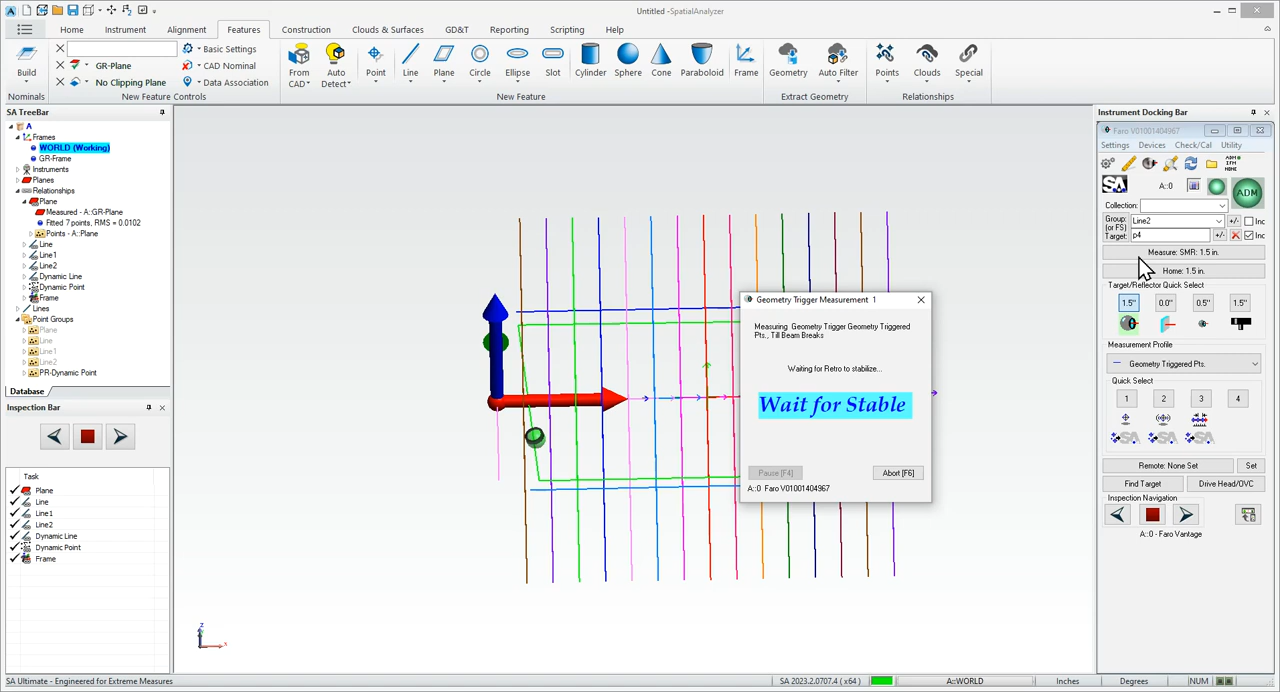 Untitled - SpatialAnalyzer
Home
Instrument
Alignment
Features
Construction
Clouds & Surfaces
GD&T
Reporting
Scripting
Help
Build
Nominals
GR-Plane
No Clipping Plane
Basic Settings
CAD Nominal
Data Association
New Feature Controls
From CAD
Auto Detect
Point
Line
Plane
Circle
Ellipse
Slot
Cylinder
Sphere
Cone
Paraboloid
Frame
New Feature
Geometry
Auto Filter
Extract Geometry
Points
Clouds
Special
Relationships
SA TreeBar
A
Frames
WORLD (Working)
GR-Frame
Instruments
Planes
Relationships
Plane
Measured - A::GR-Plane
Fitted 7 points, RMS = 0.0102
Points - A::Plane
Line
Line1
Line2
Dynamic Line
Dynamic Point
Frame
Lines
Point Groups
Plane
Line
Line1
Line2
PR-Dynamic Point
Database
Inspection Bar
Task
Plane
Line
Line1
Line2
Dynamic Line
Dynamic Point
Frame
Z
X
Geometry Trigger Measurement 1
Measuring Geometry Trigger Geometry Triggered
Pts., Till Beam Breaks
Waiting for Retro to stabilize...
Wait for Stable
Pause [F4]
Abort [F6]
A::0 Faro V01001404967
Instrument Docking Bar
Faro V01001404967
Settings
Devices
Check/Cal
Utility
ADM
IFM
HOME
SA
A::0
ADM
Collection:
Group:
(or FS)
Line2
+/-
Inc
Target:
p4
+/-
Inc
Measure: SMR: 1.5 in.
Home: 1.5 in.
Target/Reflector Quick Select
1.5"
0.0"
0.5"
1.5"
Measurement Profile
Geometry Triggered Pts.
Quick Select
1
2
3
4
SA
SA
SA
Remote: None Set
Set
Find Target
Drive Head/OVC
Inspection Navigation
A::0 - Faro Vantage
SA Ultimate - Engineered for Extreme Measures
SA 2023.2.0707.4 ( x64 )
A::WORLD
Inches
Degrees
NUM